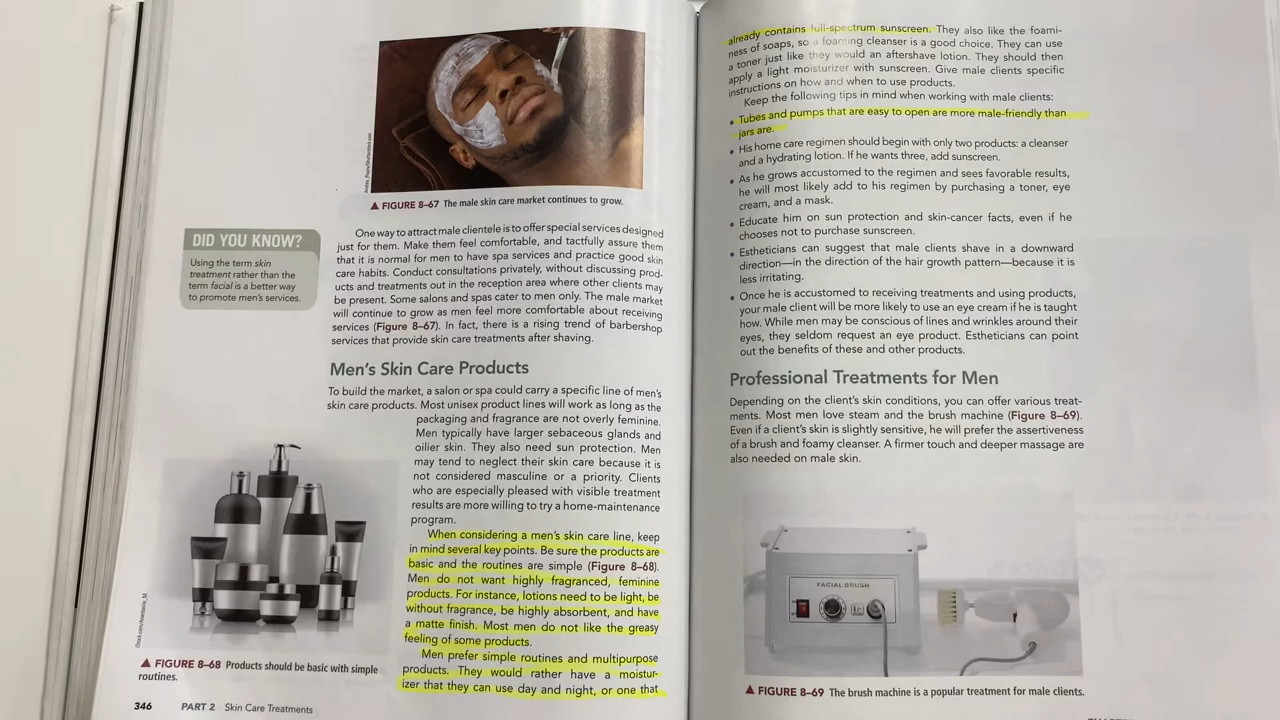 ▲ FIGURE 8–67 The male skin care market continues to grow.
DID YOU KNOW?
Using the term skin
treatment rather than the
term facial is a better way
to promote men's services.
One way to attract male clientele is to offer special services designed
just for them. Make them feel comfortable, and tactfully assure them
that it is normal for men to have spa services and practice good skin
care habits. Conduct consultations privately, without discussing prod-
ucts and treatments out in the reception area where other clients may
be present. Some salons and spas cater to men only. The male market
will continue to grow as men feel more comfortable about receiving
services (Figure 8–67). In fact, there is a rising trend of barbershop
services that provide skin care treatments after shaving.
Men's Skin Care Products
To build the market, a salon or spa could carry a specific line of men's
skin care products. Most unisex product lines will work as long as the
packaging and fragrance are not overly feminine.
Men typically have larger sebaceous glands and
oilier skin. They also need sun protection. Men
may tend to neglect their skin care because it is
not considered masculine or a priority. Clients
who are especially pleased with visible treatment
results are more willing to try a home-maintenance
program.
When considering a men's skin care line, keep
in mind several key points. Be sure the products are
basic and the routines are simple (Figure 8–68).
Men do not want highly fragranced, feminine
products. For instance, lotions need to be light, be
without fragrance, be highly absorbent, and have
a matte finish. Most men do not like the greasy
feeling of some products.
Men prefer simple routines and multipurpose
products. They would rather have a moistur-
izer that they can use day and night, or one that
▲ FIGURE 8–68 Products should be basic with simple
routines.
346 PART 2 Skin Care Treatments
already contains full-spectrum sunscreen. They also like the foami-
ness of soaps, so a foaming cleanser is a good choice. They can use
a toner just like they would an aftershave lotion. They should then
apply a light moisturizer with sunscreen. Give male clients specific
instructions on how and when to use products.
Keep the following tips in mind when working with male clients:
• Tubes and pumps that are easy to open are more male-friendly than
jars are.
• His home care regimen should begin with only two products: a cleanser
and a hydrating lotion. If he wants three, add sunscreen.
• As he grows accustomed to the regimen and sees favorable results,
he will most likely add to his regimen by purchasing a toner, eye
cream, and a mask.
• Educate him on sun protection and skin-cancer facts, even if he
chooses not to purchase sunscreen.
• Estheticians can suggest that male clients shave in a downward
direction—in the direction of the hair growth pattern—because it is
less irritating.
• Once he is accustomed to receiving treatments and using products,
your male client will be more likely to use an eye cream if he is taught
how. While men may be conscious of lines and wrinkles around their
eyes, they seldom request an eye product. Estheticians can point
out the benefits of these and other products.
Professional Treatments for Men
Depending on the client's skin conditions, you can offer various treat-
ments. Most men love steam and the brush machine (Figure 8–69).
Even if a client's skin is slightly sensitive, he will prefer the assertiveness
of a brush and foamy cleanser. A firmer touch and deeper massage are
also needed on male skin.
FACIAL BRUSH
▲ FIGURE 8–69 The brush machine is a popular treatment for male clients.